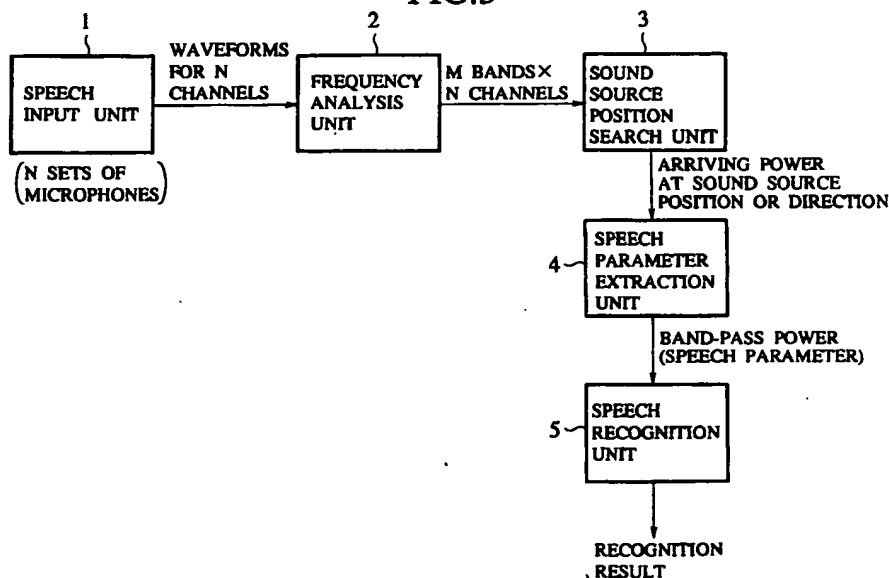 FIG.3
1
SPEECH
INPUT UNIT
(N SETS OF
MICROPHONES)
WAVEFORMS
FOR N
CHANNELS
2
FREQUENCY
ANALYSIS
UNIT
M BANDS×
N CHANNELS
3
SOUND
SOURCE
POSITION
SEARCH UNIT
ARRIVING POWER
AT SOUND SOURCE
POSITION OR DIRECTION
4
SPEECH
PARAMETER
EXTRACTION
UNIT
BAND-PASS POWER
(SPEECH PARAMETER)
5
SPEECH
RECOGNITION
UNIT
RECOGNITION
RESULT